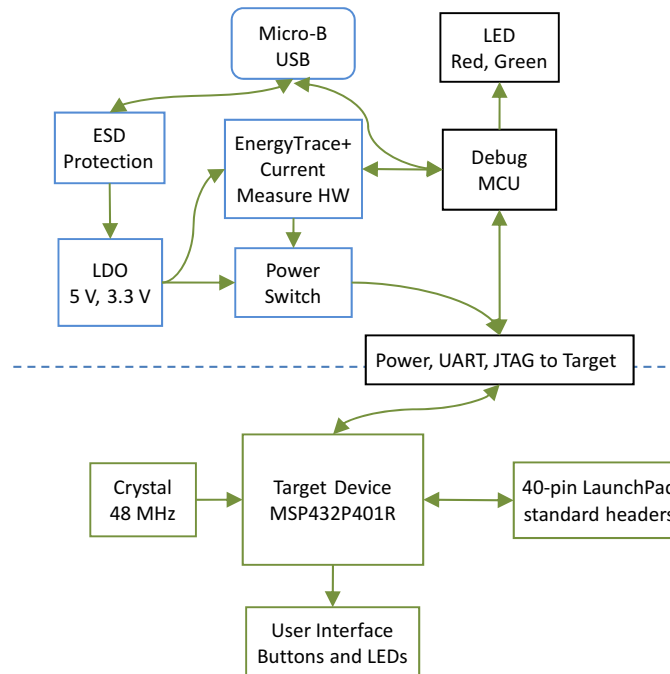 Micro-B
USB
LED
Red, Green
ESD
Protection
EnergyTrace+
Current
Measure HW
Debug
MCU
LDO
5 V, 3.3 V
Power
Switch
Power, UART, JTAG to Target
Crystal
48 MHz
Target Device
MSP432P401R
40-pin LaunchPad
standard headers
User Interface
Buttons and LEDs